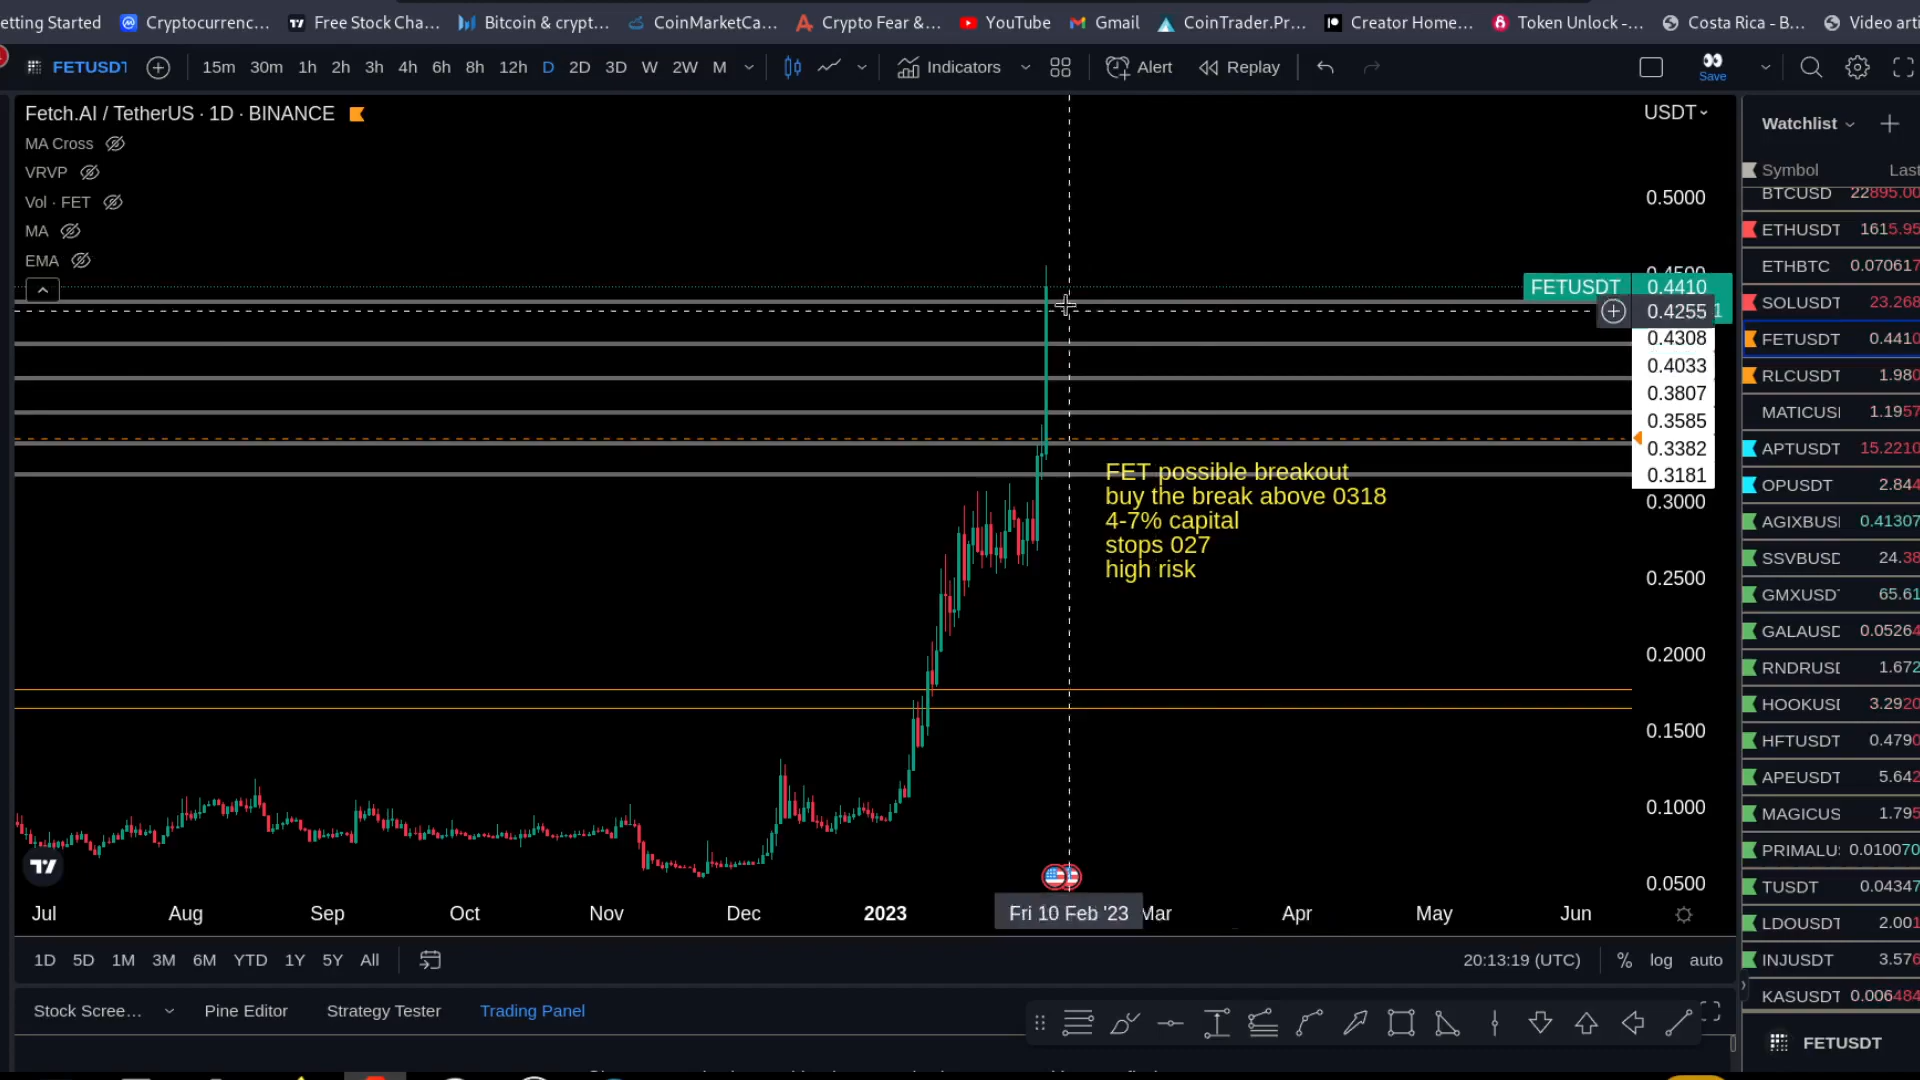 etting Started
Cryptocurrenc...
Free Stock Cha...
Bitcoin & crypt...
CoinMarketCa...
Crypto Fear &...
YouTube
Gmail
CoinTrader.Pr...
Creator Home...
Token Unlock -...
Costa Rica - B...
Video arti
FETUSDT
15m 30m 1h 2h 3h 4h 6h 8h 12h D 2D 3D W 2W M
Indicators
Alert
Replay
Save
Fetch.AI / TetherUS · 1D · BINANCE
MA Cross
VRVP
Vol · FET
MA
EMA
USDT
0.5000
0.4500
FETUSDT 0.4410
0.4255
0.4308
0.4033
0.3807
0.3585
0.3382
0.3181
0.3000
0.2500
0.2000
0.1500
0.1000
0.0500
FET possible breakout
buy the break above 0318
4-7% capital
stops 027
high risk
Jul Aug Sep Oct Nov Dec 2023 Fri 10 Feb '23 Mar Apr May Jun
1D 5D 1M 3M 6M YTD 1Y 5Y All
20:13:19 (UTC) % log auto
Stock Scree... Pine Editor Strategy Tester Trading Panel
Watchlist
Symbol Last
BTCUSD 22895.00
ETHUSDT 1615.95
ETHBTC 0.070617
SOLUSDT 23.268
FETUSDT 0.4410
RLCUSDT 1.980
MATICUSI 1.1957
APTUSDT 15.2210
OPUSDT 2.844
AGIXBUSI 0.41307
SSVBUSD 24.38
GMXUSD 65.61
GALAUSD 0.05264
RNDRUSI 1.672
HOOKUSI 3.2920
HFTUSDT 0.4790
APEUSDT 5.642
MAGICUS 1.795
PRIMALU: 0.010070
TUSDT 0.04347
LDOUSDT 2.001
INJUSDT 3.576
KASUSDT 0.006484
FETUSDT